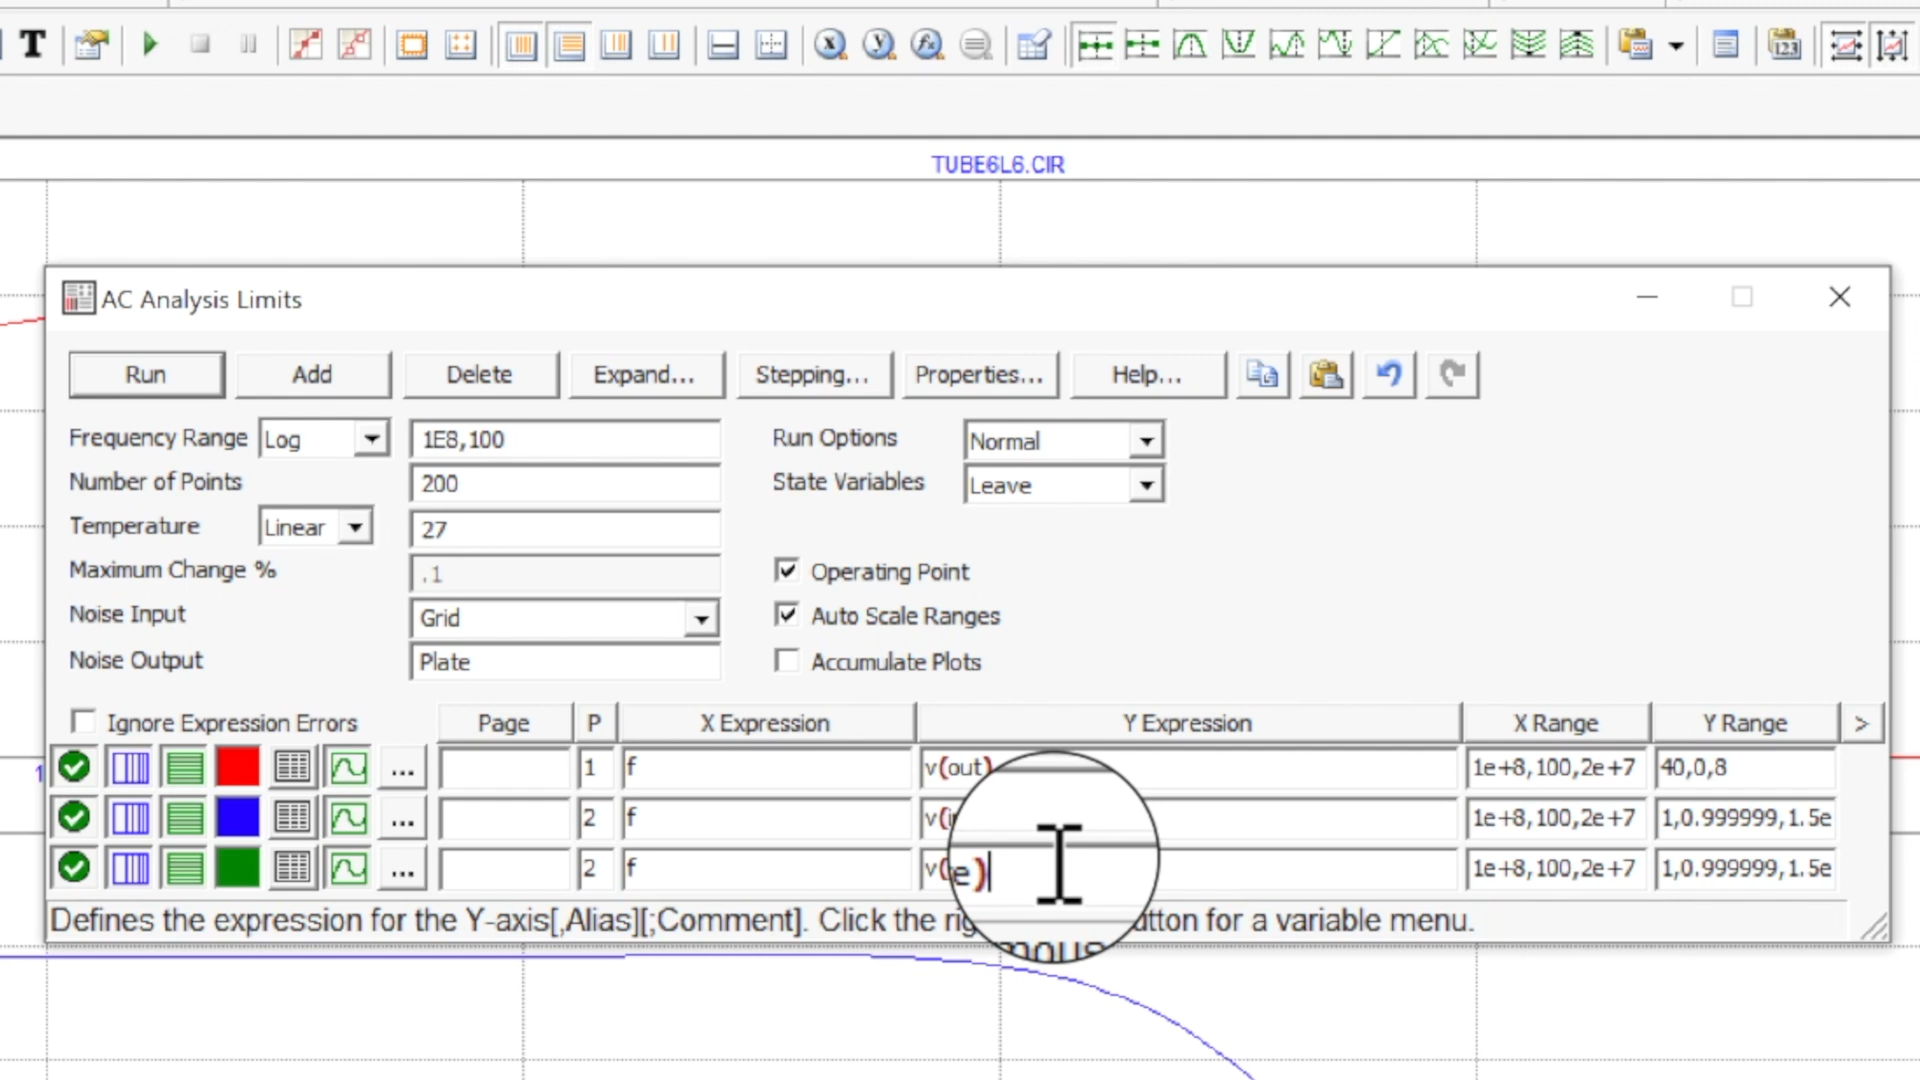 T
TUBE6L6.CIR
AC Analysis Limits
Run Add Delete Expand... Stepping... Properties... Help...
Frequency Range Log 1E8,100 Run Options Normal
Number of Points 200 State Variables Leave
Temperature Linear 27
Maximum Change % .1 Operating Point
Noise Input Grid Auto Scale Ranges
Noise Output Plate Accumulate Plots
Ignore Expression Errors Page P X Expression Y Expression X Range Y Range >
... 1 f v(out) 1e+8,100,2e+7 40,0,8
... 2 f 1e+8,100,2e+7 1,0.999999,1.5e
... 2 f e) 1e+8,100,2e+7 1,0.999999,1.5e
Defines the expression for the Y-axis[,Alias][;Comment]. Click the for a variable menu.